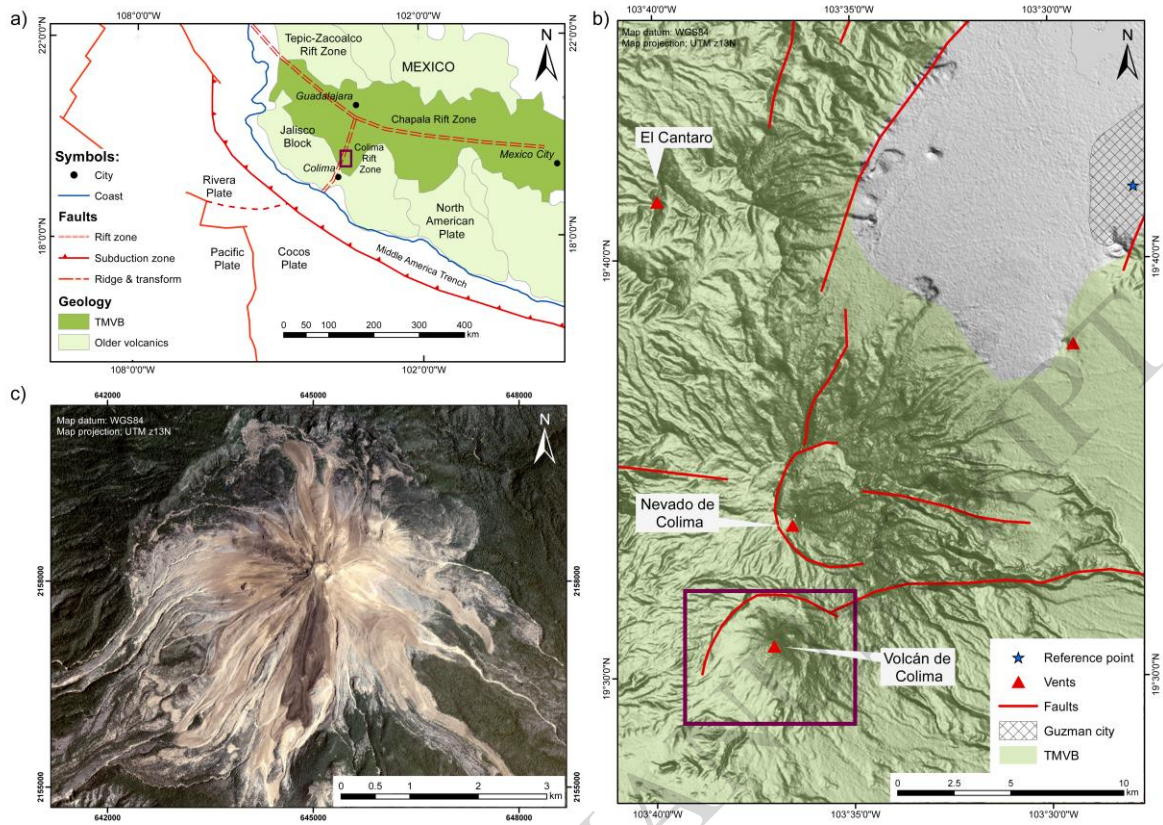 a)
108°0'0"W
102°0'0"W
22°0'0"N
22°0'0"N
Tepic-Zacoalco
Rift Zone
MEXICO
N
Guadalajara
Chapala Rift Zone
Jalisco
Block
Colima
Rift
Zone
Mexico City
Colima
Symbols:
City
Coast
Faults
Rift zone
Subduction zone
Ridge & transform
Geology
TMVB
Older volcanics
Rivera
Plate
North
American
Plate
18°0'0"N
18°0'0"N
Pacific
Plate
Cocos
Plate
Middle America Trench
0 50 100 200 300 400
km
108°0'0"W
102°0'0"W
b)
103°40'0"W
103°35'0"W
103°30'0"W
Map datum: WGS84
Map projection: UTM z13N
N
El Cantaro
19°40'0"N
19°40'0"N
Nevado de
Colima
Volcán de
Colima
19°30'0"N
19°30'0"N
Reference point
Vents
Faults
Guzman city
TMVB
0 2.5 5 10
km
103°40'0"W
103°35'0"W
103°30'0"W
c)
642000
645000
648000
Map datum: WGS84
Map projection: UTM z13N
N
2158000
2158000
2155000
2155000
0 0.5 1 2 3
km
642000
645000
648000